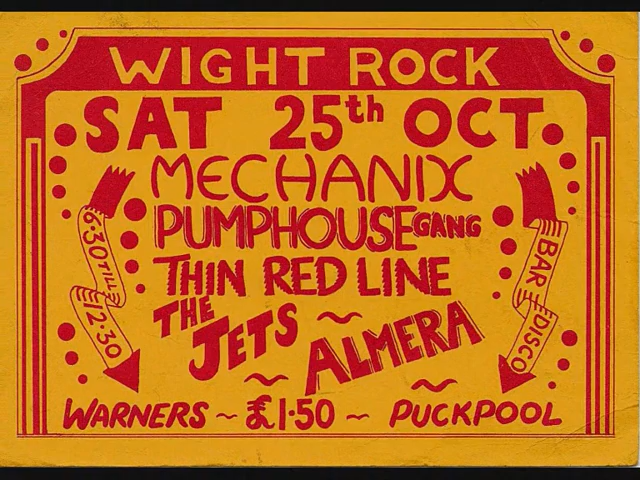 WIGHT ROCK
SAT 25th OCT.
MECHANIX
PUMPHOUSE GANG
THIN RED LINE
THE JETS ~ ALMERA
6.30 TILL 12.30
BAR DISCO
WARNERS ~ £1.50 ~ PUCKPOOL